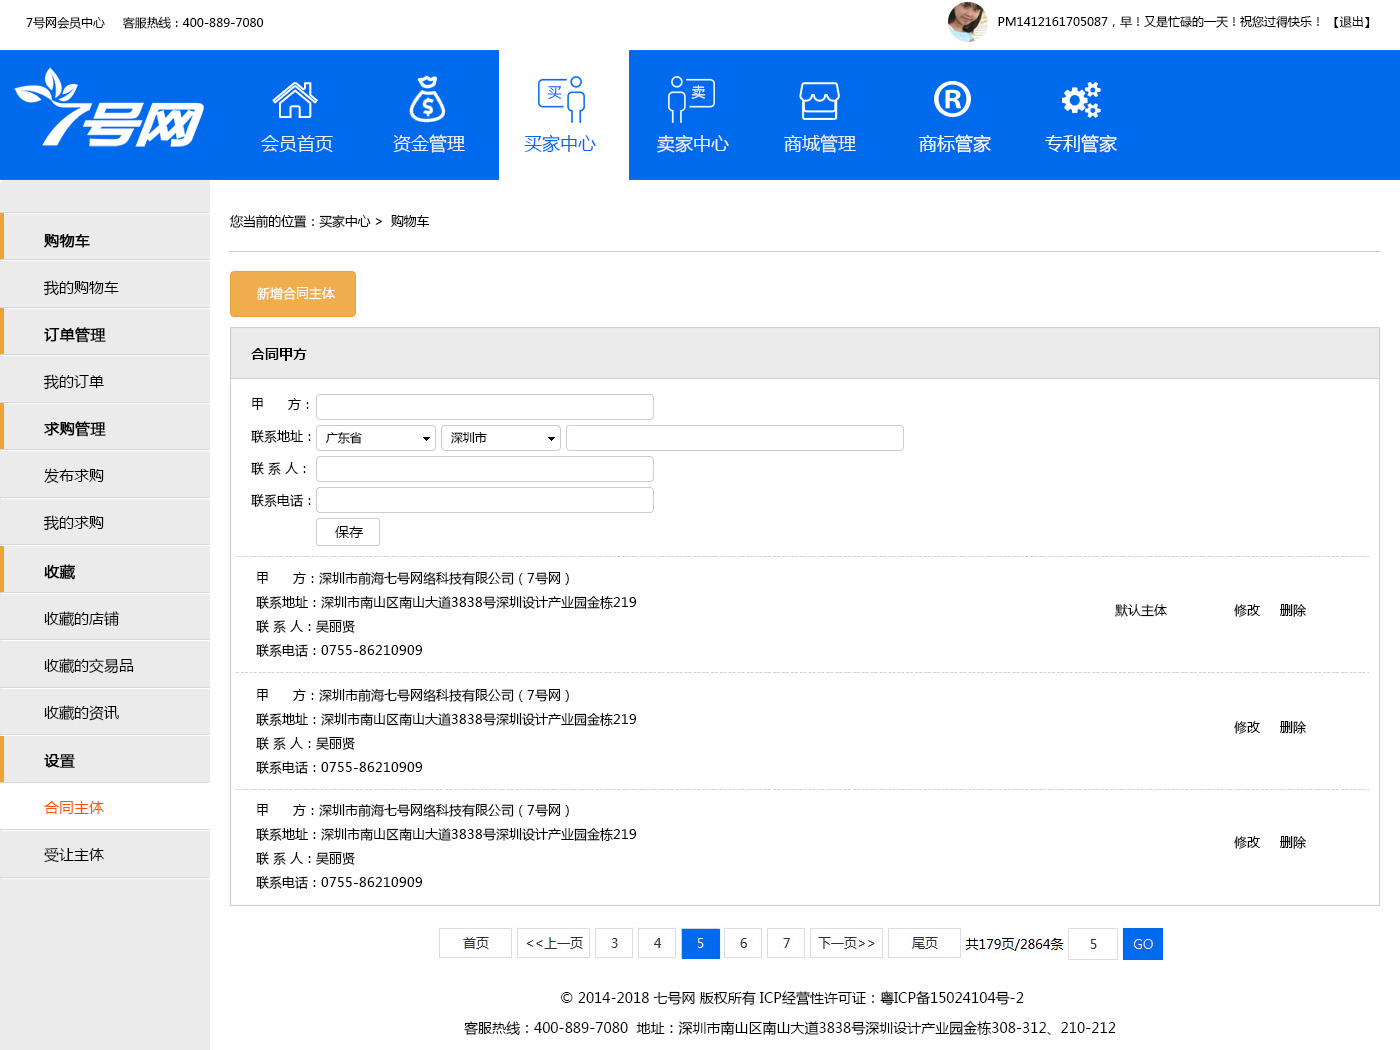 7号网会员中心 客服热线：400-889-7080
PM1412161705087，早！又是忙碌的一天！祝您过得快乐！ 【退出】
7号网
买
卖
R
会员首页 资金管理 买家中心 卖家中心 商城管理 商标管家 专利管家
购物车
我的购物车
订单管理
我的订单
求购管理
发布求购
我的求购
收藏
收藏的店铺
收藏的交易品
收藏的资讯
设置
合同主体
受让主体
您当前的位置：买家中心 > 购物车
新增合同主体
合同甲方
甲 方：
联系地址： 广东省 深圳市
联 系 人：
联系电话：
保存
甲 方：深圳市前海七号网络科技有限公司（7号网）
联系地址：深圳市南山区南山大道3838号深圳设计产业园金栋219
联 系 人：吴丽贤
联系电话：0755-86210909
默认主体 修改 删除
甲 方：深圳市前海七号网络科技有限公司（7号网）
联系地址：深圳市南山区南山大道3838号深圳设计产业园金栋219
联 系 人：吴丽贤
联系电话：0755-86210909
修改 删除
甲 方：深圳市前海七号网络科技有限公司（7号网）
联系地址：深圳市南山区南山大道3838号深圳设计产业园金栋219
联 系 人：吴丽贤
联系电话：0755-86210909
修改 删除
首页 <<上一页 3 4 5 6 7 下一页>> 尾页 共179页/2864条 5 GO
© 2014-2018 七号网 版权所有 ICP经营性许可证：粤ICP备15024104号-2
客服热线：400-889-7080 地址：深圳市南山区南山大道3838号深圳设计产业园金栋308-312、210-212